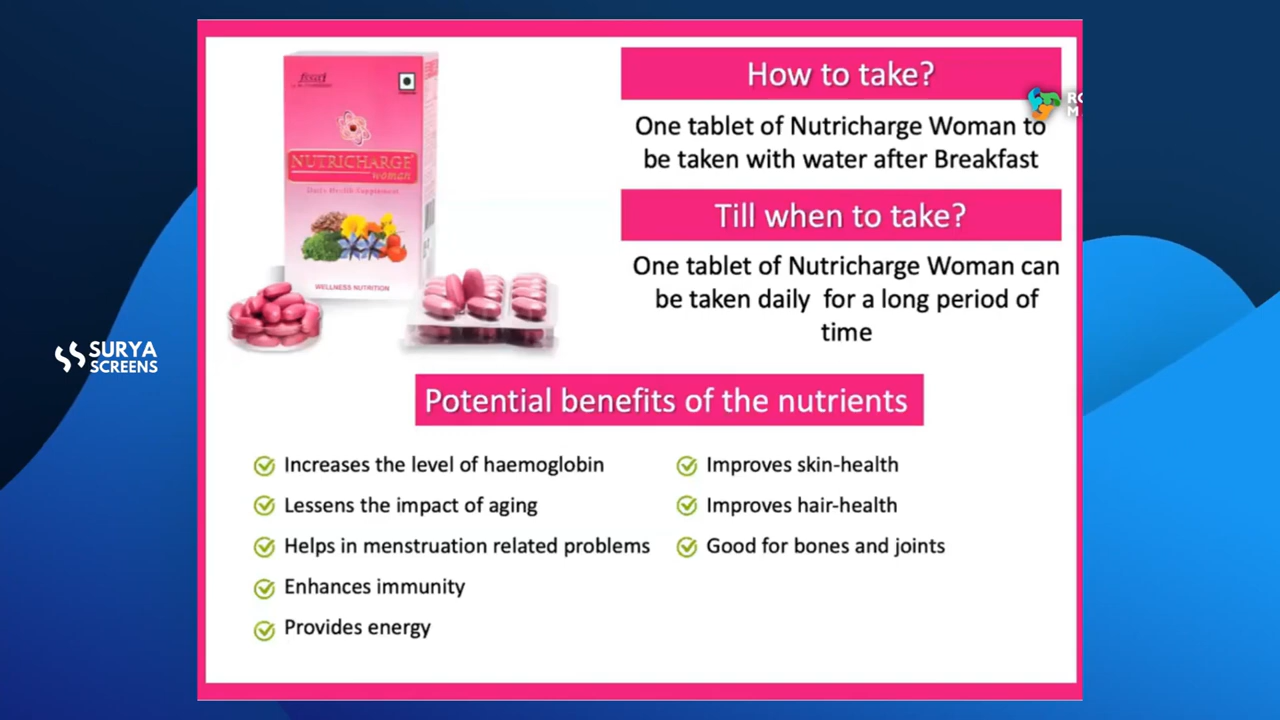 How to take?
One tablet of Nutricharge Woman to
be taken with water after Breakfast
Till when to take?
One tablet of Nutricharge Woman can
be taken daily for a long period of
time
NUTRICHARGE
woman
Daily Health Supplement
WELLNESS NUTRITION
SURYA
SCREENS
Potential benefits of the nutrients
Increases the level of haemoglobin
Lessens the impact of aging
Helps in menstruation related problems
Enhances immunity
Provides energy
Improves skin-health
Improves hair-health
Good for bones and joints